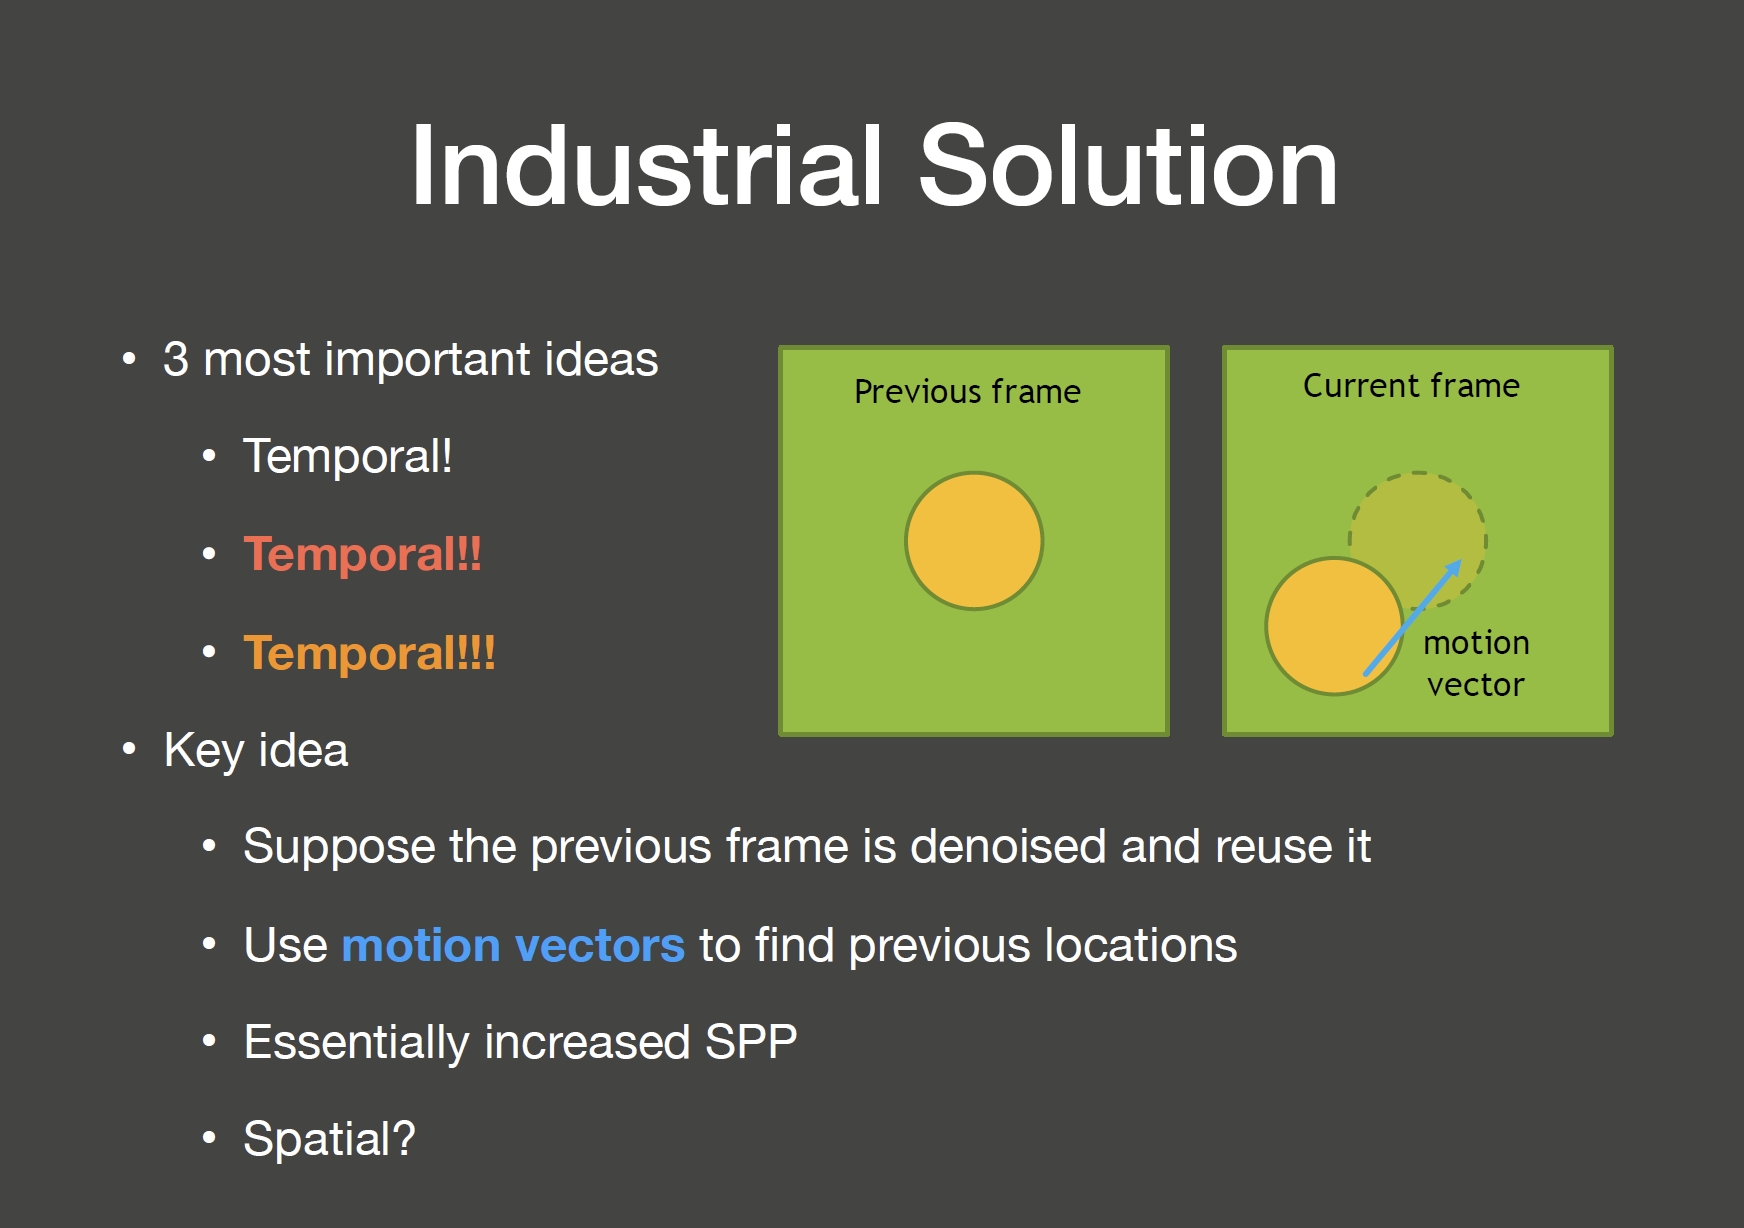 Industrial Solution
• 3 most important ideas
• Temporal!
• Temporal!!
• Temporal!!!
• Key idea
• Suppose the previous frame is denoised and reuse it
• Use motion vectors to find previous locations
• Essentially increased SPP
• Spatial?
Previous frame
Current frame
motion
vector